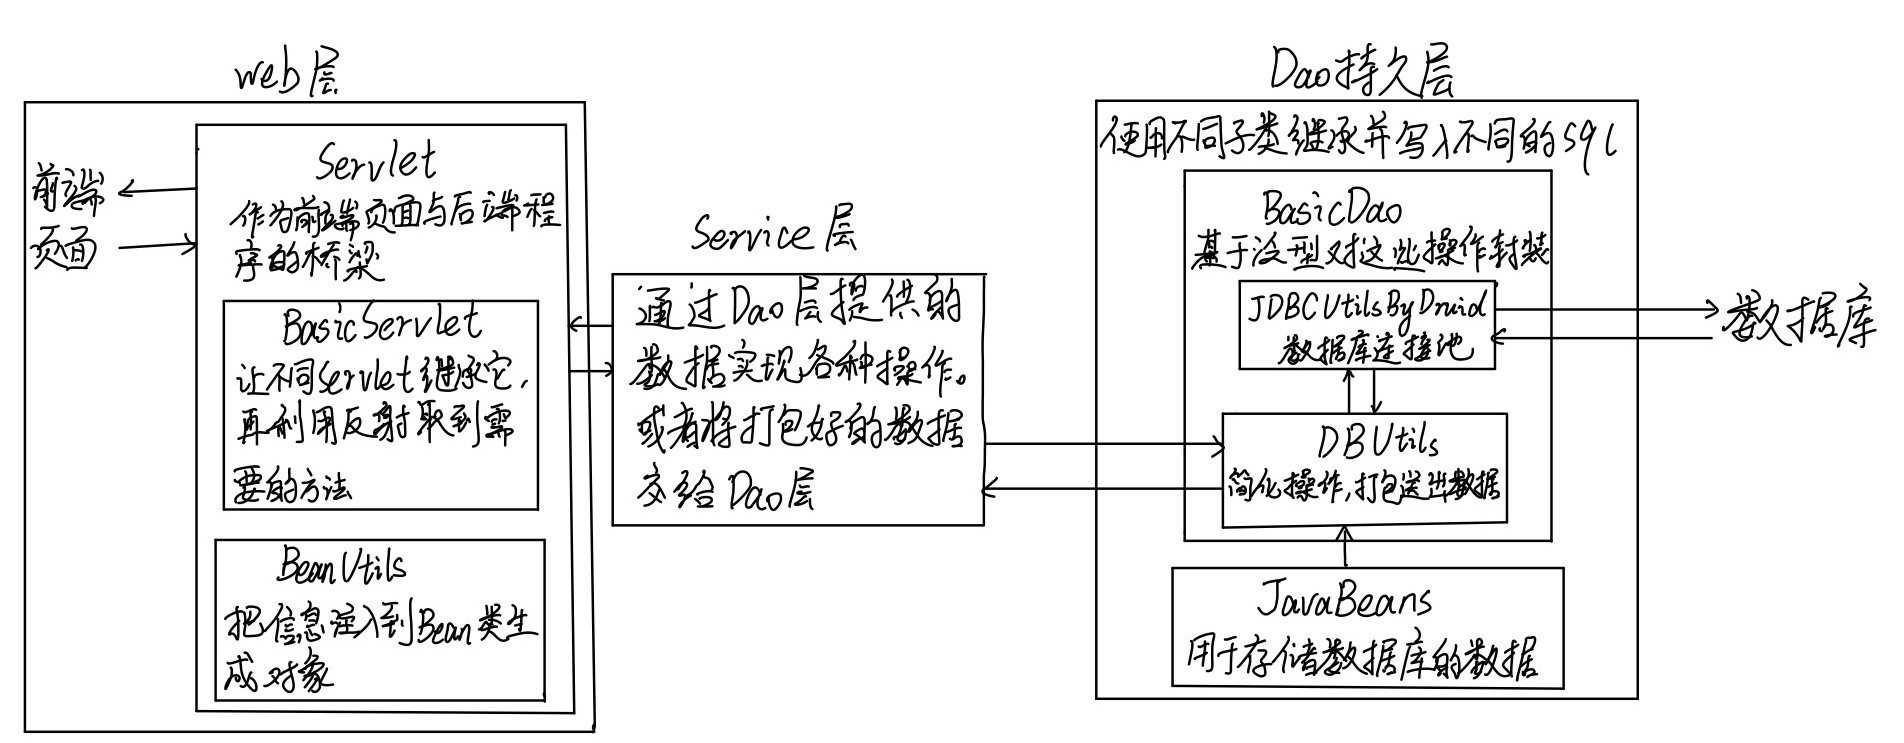 web层
前端
页面
Servlet
作为前端页面与后端程
序的桥梁
BasicServlet
让不同Servlet继承它,
再利用反射取到需
要的方法
BeanUtils
把信息注入到Bean类生
成对象
Service层
通过Dao层提供的
数据实现各种操作。
或者将打包好的数据
交给Dao层
Dao持久层
使用不同子类继承并写入不同的sql
BasicDao
基于泛型对这些操作封装
JDBCUtilsByDruid
数据库连接池
DBUtils
简化操作,打包送出数据
JavaBeans
用于存储数据库的数据
数据库